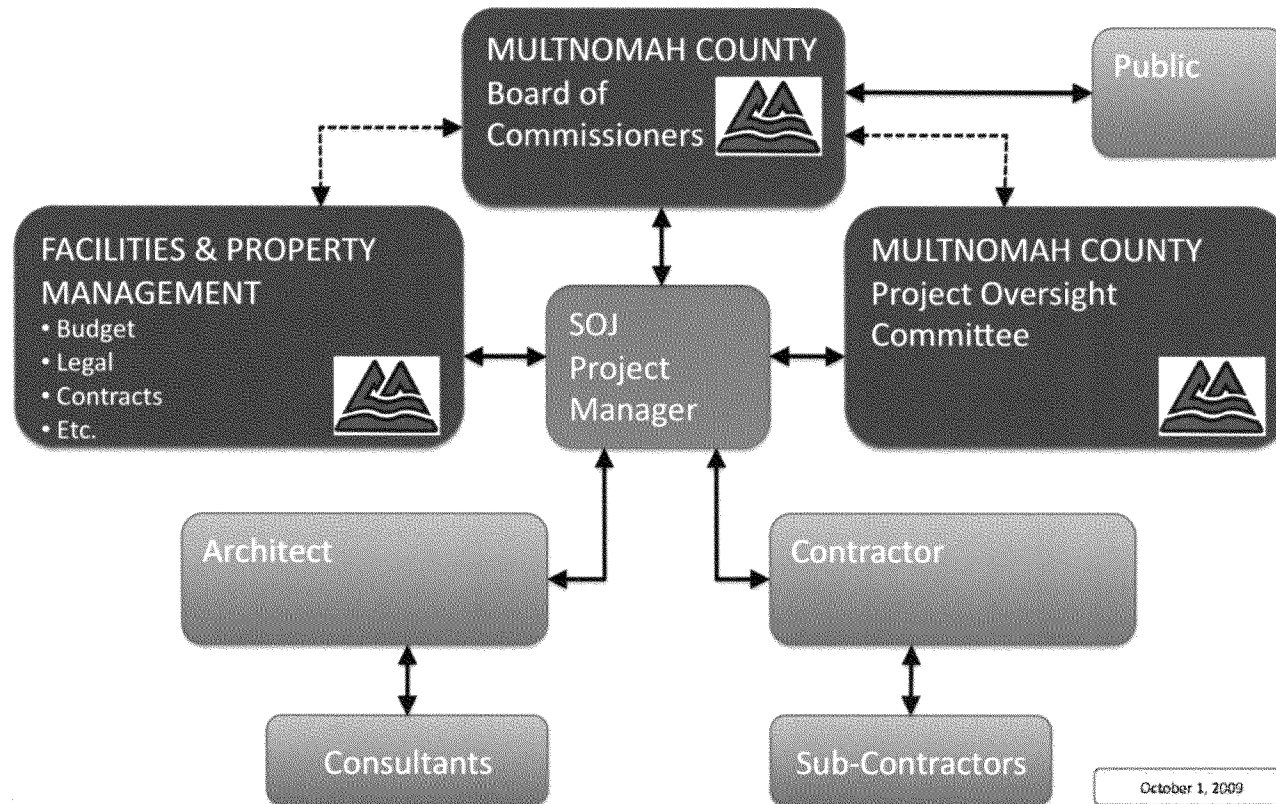 MULTNOMAH COUNTY
Board of
Commissioners
Public
FACILITIES & PROPERTY
MANAGEMENT
• Budget
• Legal
• Contracts
• Etc.
SOJ
Project
Manager
MULTNOMAH COUNTY
Project Oversight
Committee
Architect
Contractor
Consultants
Sub-Contractors
October 1, 2009